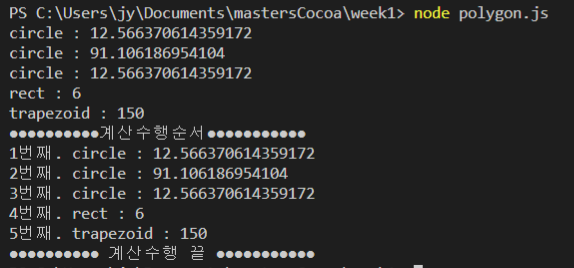 PS C:\Users\jy\Documents\mastersCocoa\week1> node polygon.js
circle : 12.566370614359172
circle : 91.106186954104
circle : 12.566370614359172
rect : 6
trapezoid : 150
●●●●●●●●●●계산수행순서●●●●●●●●●●●
1번째. circle : 12.566370614359172
2번째. circle : 91.106186954104
3번째. circle : 12.566370614359172
4번째. rect : 6
5번째. trapezoid : 150
●●●●●●●●●● 계산수행 끝 ●●●●●●●●●●●